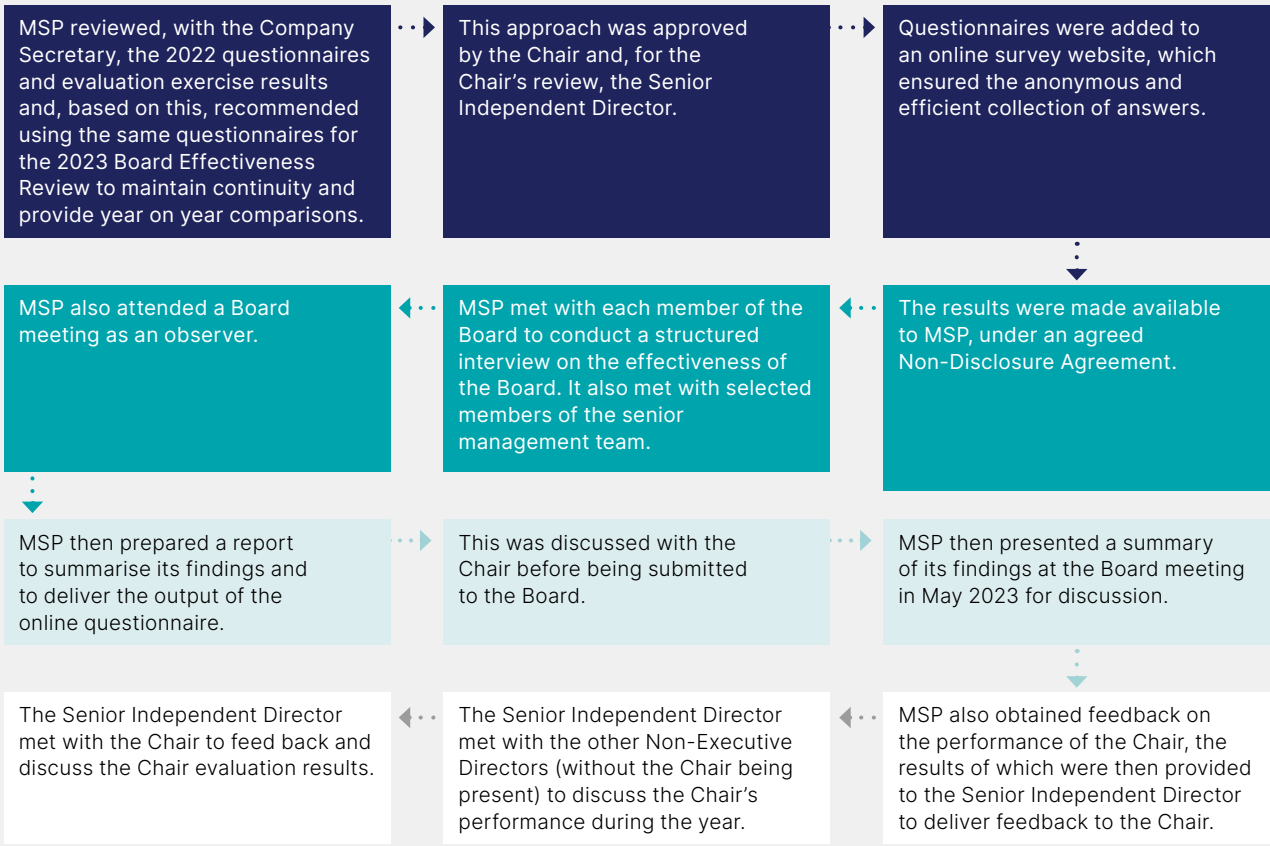 MSP reviewed, with the Company
Secretary, the 2022 questionnaires
and evaluation exercise results
and, based on this, recommended
using the same questionnaires for
the 2023 Board Effectiveness
Review to maintain continuity and
provide year on year comparisons.
This approach was approved
by the Chair and, for the
Chair's review, the Senior
Independent Director.
Questionnaires were added to
an online survey website, which
ensured the anonymous and
efficient collection of answers.
The results were made available
to MSP, under an agreed
Non-Disclosure Agreement.
MSP met with each member of the
Board to conduct a structured
interview on the effectiveness of
the Board. It also met with selected
members of the senior
management team.
MSP also attended a Board
meeting as an observer.
MSP then prepared a report
to summarise its findings and
to deliver the output of the
online questionnaire.
This was discussed with the
Chair before being submitted
to the Board.
MSP then presented a summary
of its findings at the Board meeting
in May 2023 for discussion.
MSP also obtained feedback on
the performance of the Chair, the
results of which were then provided
to the Senior Independent Director
to deliver feedback to the Chair.
The Senior Independent Director
met with the other Non-Executive
Directors (without the Chair being
present) to discuss the Chair's
performance during the year.
The Senior Independent Director
met with the Chair to feed back and
discuss the Chair evaluation results.